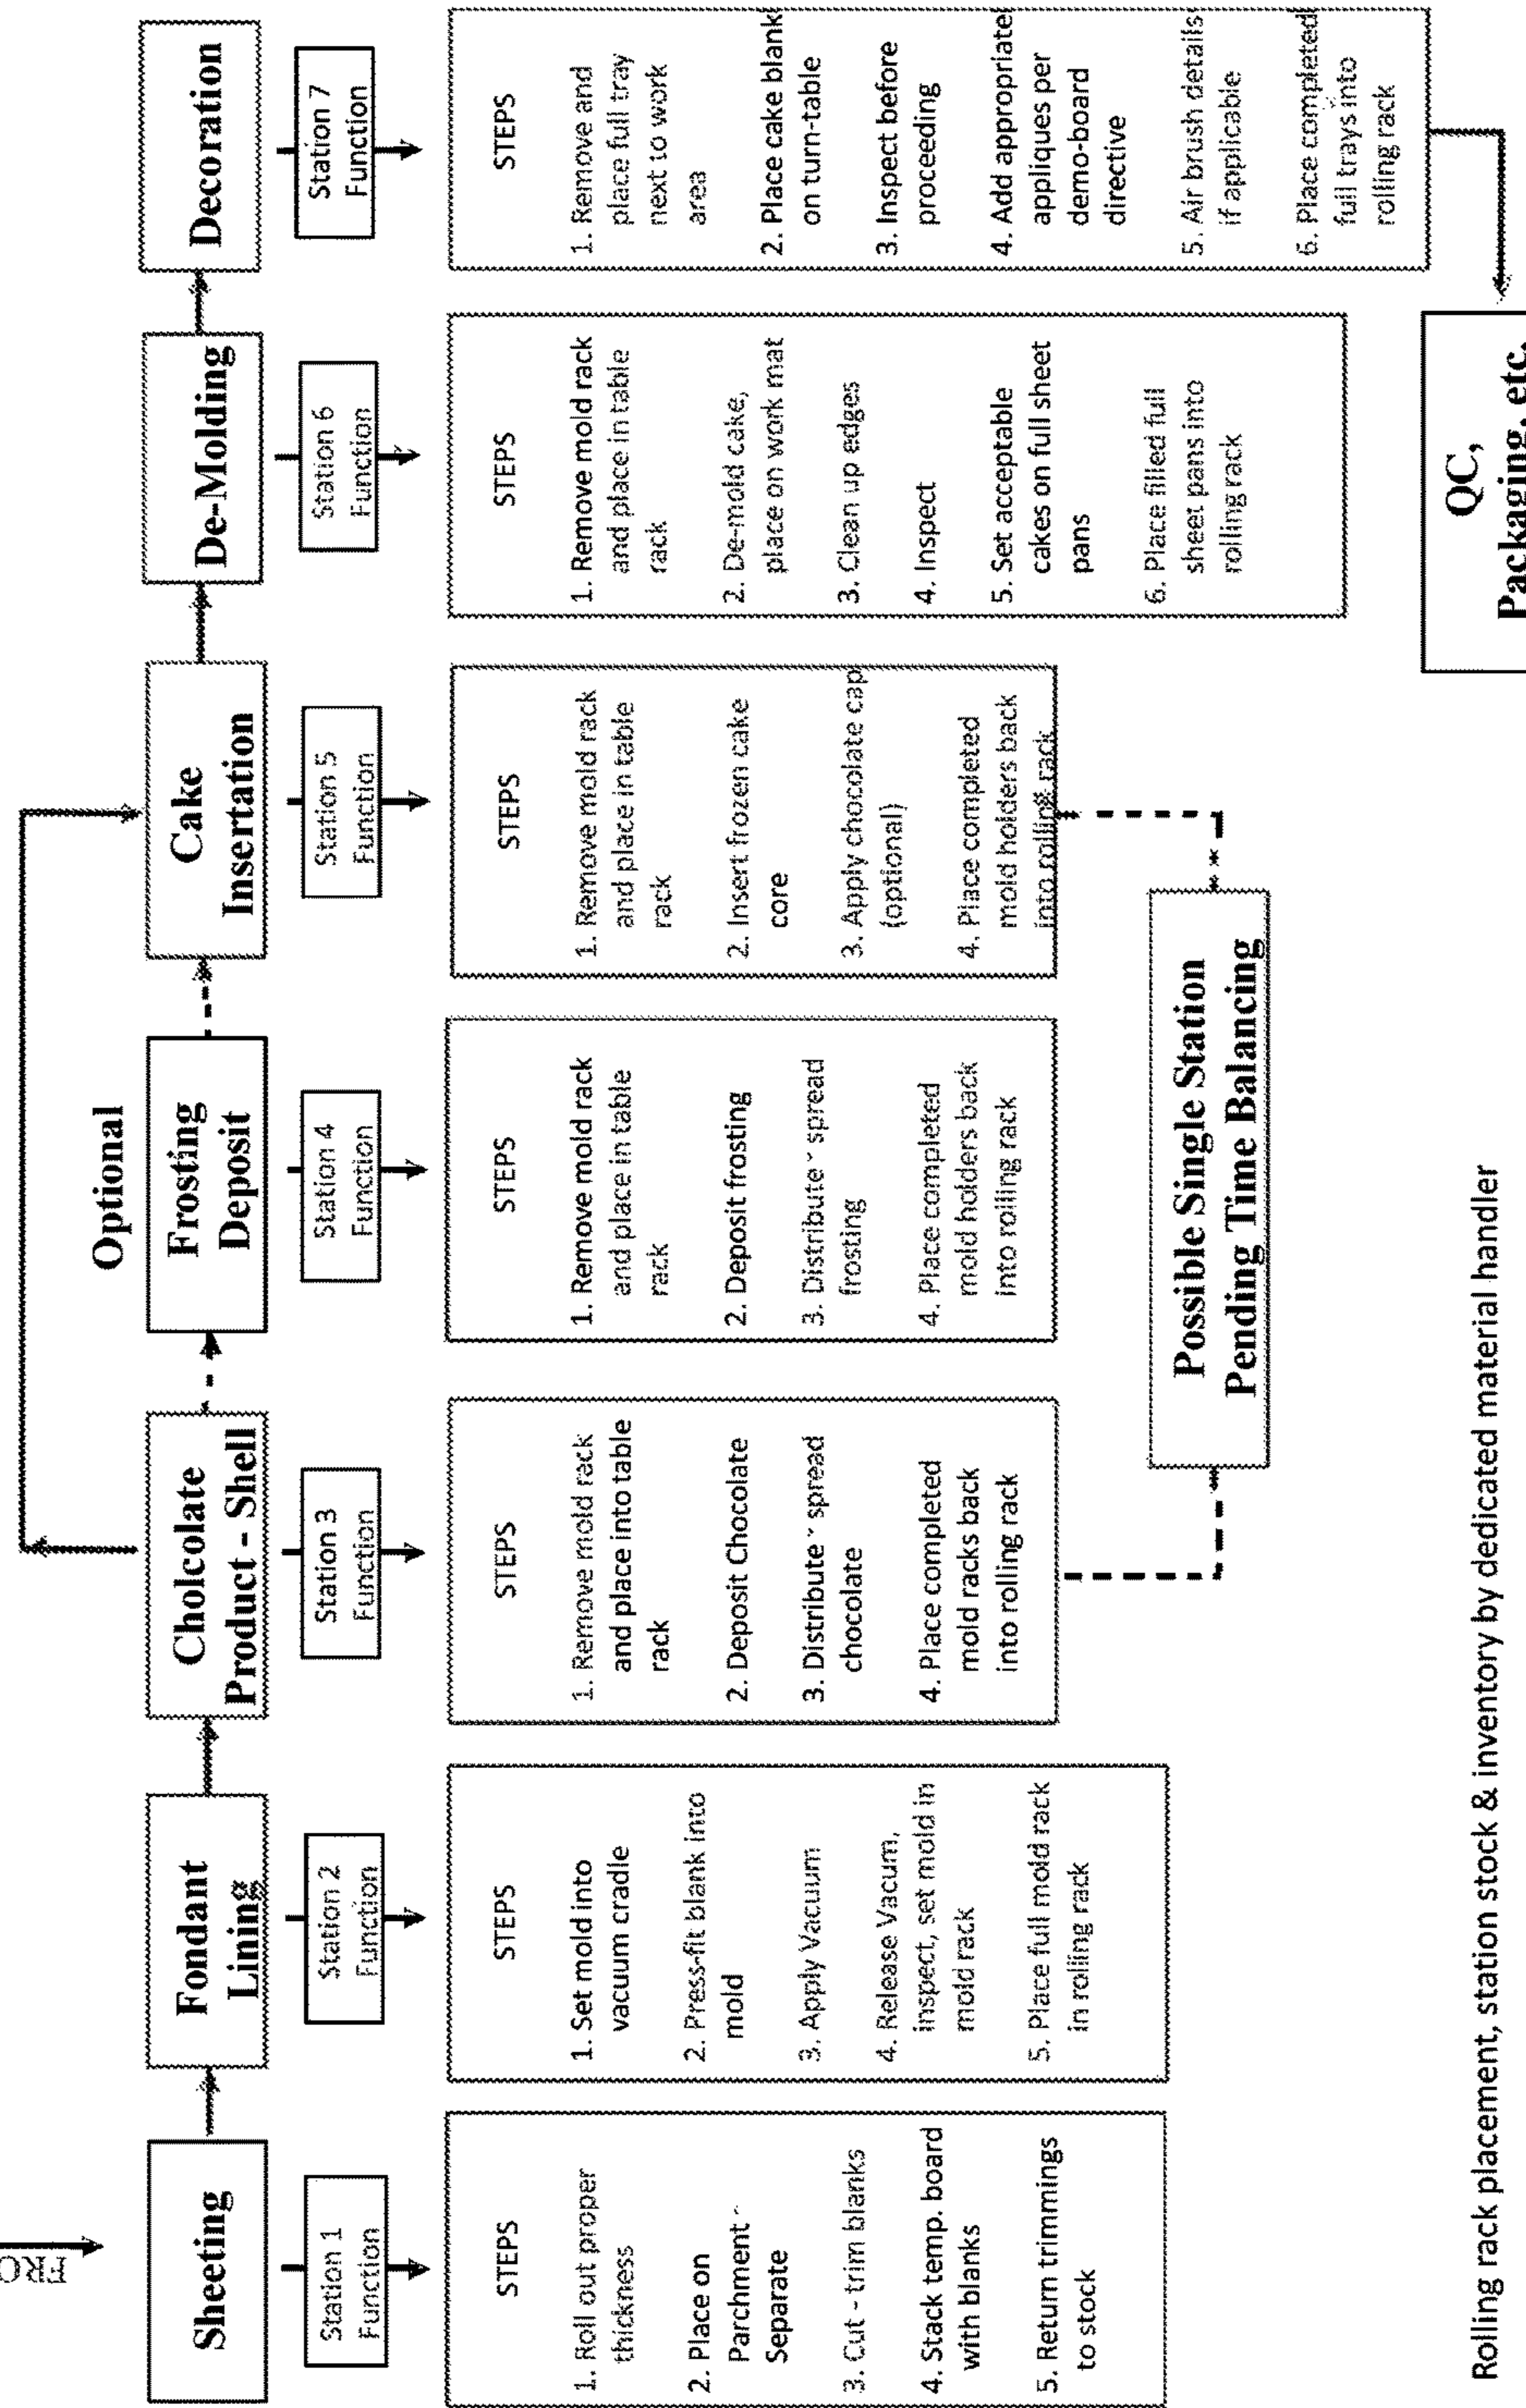 FRO
Optional
Sheeting
Fondant
Lining
Cholcolate
Product - Shell
Frosting
Deposit
Cake
Insertation
De-Molding
Decoration
Station 1
Function
Station 2
Function
Station 3
Function
Station 4
Function
Station 5
Function
Station 6
Function
Station 7
Function
STEPS
1. Roll out proper
thickness
2. Place on
Parchment -
Separate
3. Cut - trim blanks
4. Stack temp. board
with blanks
5. Return trimmings
to stock
STEPS
1. Set mold into
vacuum cradle
2. Press-fit blank into
mold
3. Apply Vacuum
4. Release Vacum,
inspect, set mold in
mold rack
5. Place full mold rack
in rolling rack
STEPS
1. Remove mold rack
and place into table
rack
2. Deposit Chocolate
3. Distribute - spread
chocolate
4. Place completed
mold racks back
into rolling rack
STEPS
1. Remove mold rack
and place in table
rack
2. Deposit frosting
3. Distribute - spread
frosting
4. Place completed
mold holders back
into rolling rack
STEPS
1. Remove mold rack
and place in table
rack
2. Insert frozen cake
core
3. Apply chocolate cap
(optional)
4. Place completed
mold holders back
into rolling rack
STEPS
1. Remove mold rack
and place in table
rack
2. De-mold cake,
place on work mat
3. Clean up edges
4. Inspect
5. Set acceptable
cakes on full sheet
pans
6. Place filled full
sheet pans into
rolling rack
STEPS
1. Remove and
place full tray
next to work
area
2. Place cake blank
on turn-table
3. Inspect before
proceeding
4. Add appropriate
appliques per
demo-board
directive
5. Air brush details
if applicable
6. Place completed
full trays into
rolling rack
Possible Single Station
Pending Time Balancing
QC,
Packaging, etc.
Rolling rack placement, station stock & inventory by dedicated material handler